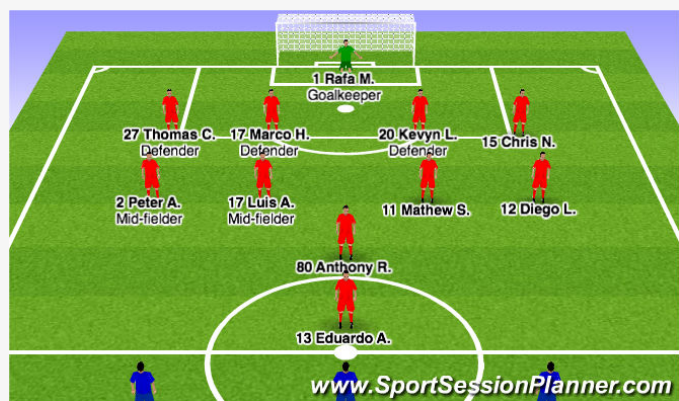 1 Rafa M.
Goalkeeper
27 Thomas C.
Defender
17 Marco H.
Defender
20 Kevyn L.
Defender
15 Chris N.
2 Peter A.
Mid-fielder
17 Luis A.
Mid-fielder
11 Mathew S.
12 Diego L.
80 Anthony R.
13 Eduardo A.
www.SportSessionPlanner.com